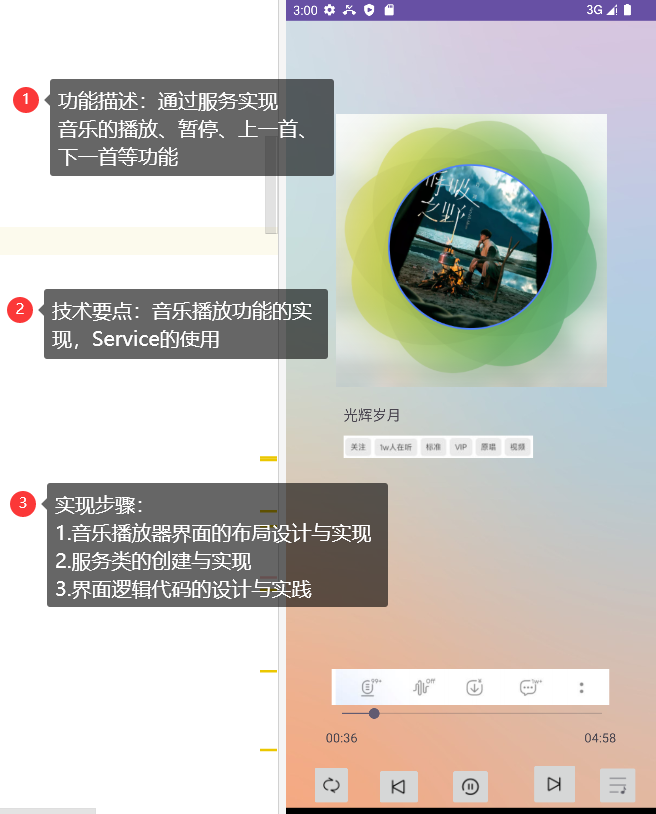 3:00
3G
1
功能描述：通过服务实现
音乐的播放、暂停、上一首、
下一首等功能
呼吸
之野
2
技术要点：音乐播放功能的实
现，Service的使用
光辉岁月
关注 1w人在听 标准 VIP 原唱 视频
3
实现步骤：
1.音乐播放器界面的布局设计与实现
2.服务类的创建与实现
3.界面逻辑代码的设计与实践
99+ Off 1w+
00:36 04:58